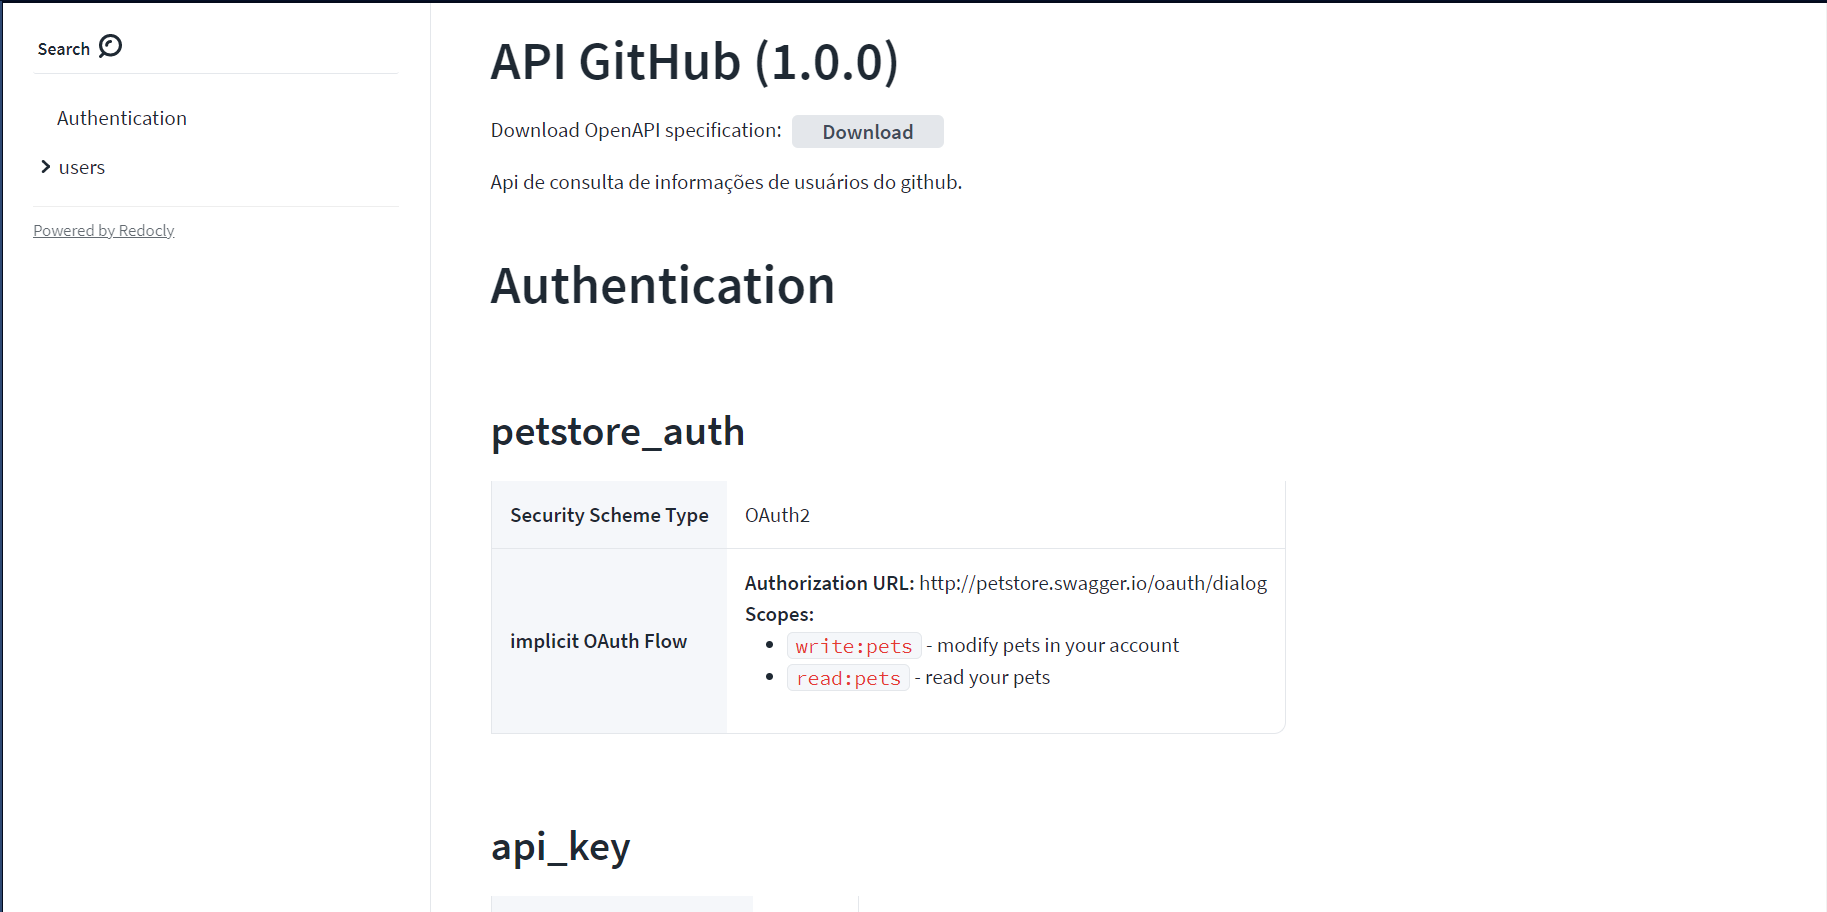 Search
Authentication
users
Powered by Redocly
API GitHub (1.0.0)
Download OpenAPI specification: Download
Api de consulta de informações de usuários do github.
Authentication
petstore_auth
Security Scheme Type OAuth2
implicit OAuth Flow
Authorization URL: http://petstore.swagger.io/oauth/dialog
Scopes:
• write:pets - modify pets in your account
• read:pets - read your pets
api_key